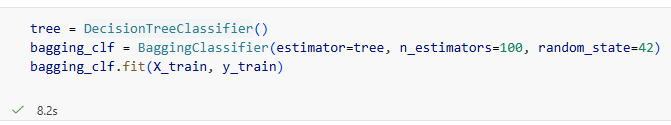 tree = DecisionTreeClassifier()
bagging_clf = BaggingClassifier(estimator=tree, n_estimators=100, random_state=42)
bagging_clf.fit(X_train, y_train)
8.2s